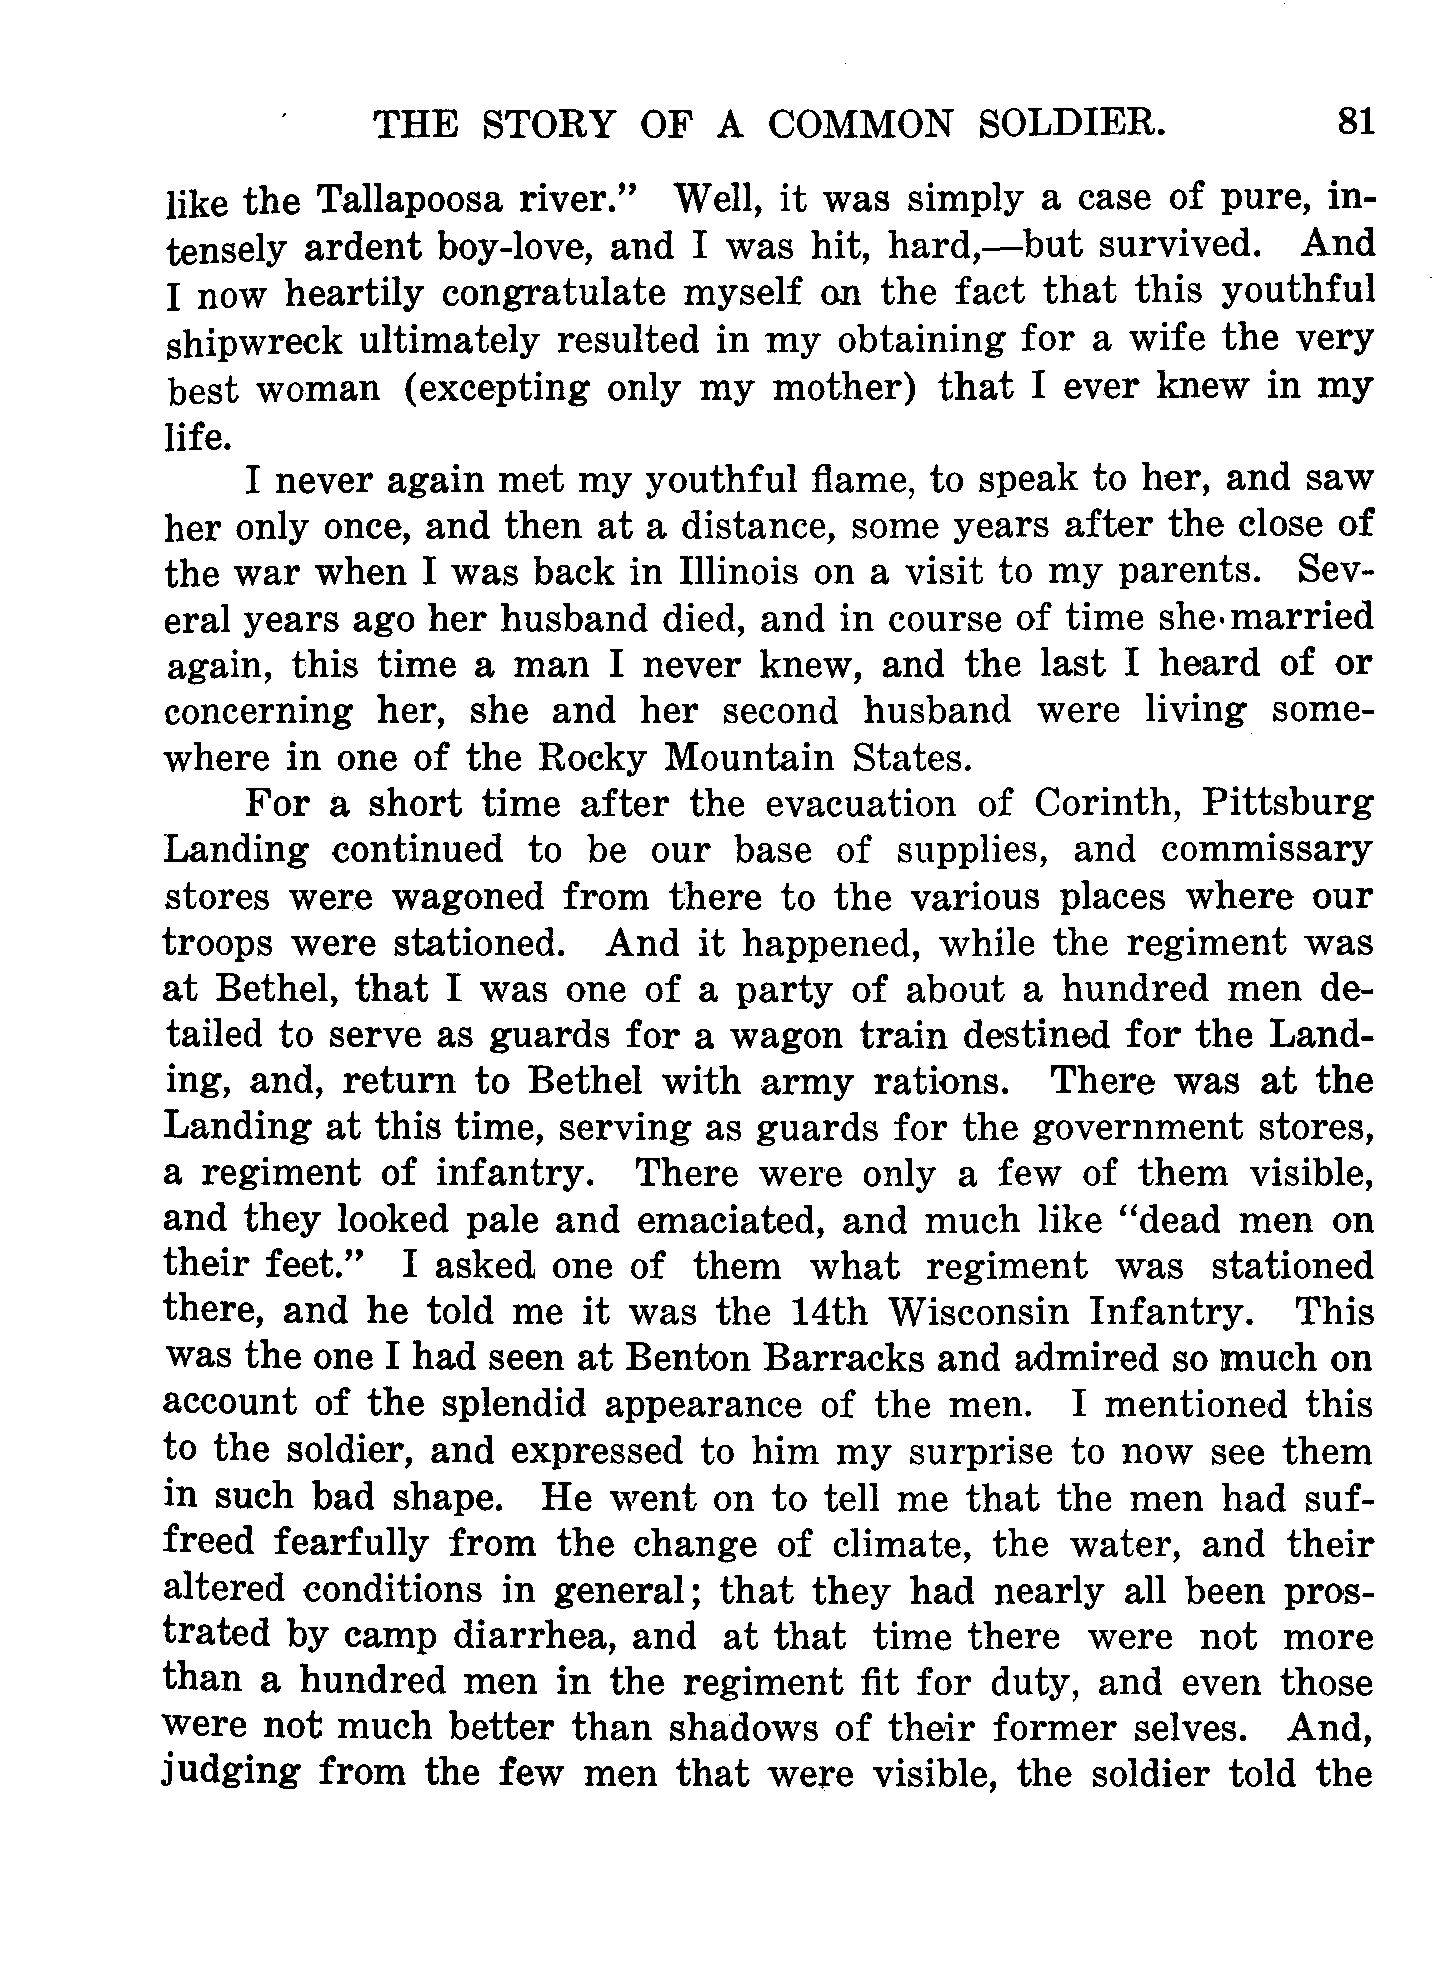 THE STORY OF A COMMON SOLDIER. 81
like the Tallapoosa river.” Well, it was simply a case of pure, in-
tensely ardent boy-love, and I was hit, hard,—but survived. And
I now heartily congratulate myself on the fact that this youthful
shipwreck ultimately resulted in my obtaining for a wife the very
best woman (excepting only my mother) that I ever knew in my
life.
I never again met my youthful flame, to speak to her, and saw
her only once, and then at a distance, some years after the close of
the war when I was back in Illinois on a visit to my parents. Sev-
eral years ago her husband died, and in course of time she married
again, this time a man I never knew, and the last I heard of or
concerning her, she and her second husband were living some-
where in one of the Rocky Mountain States.
For a short time after the evacuation of Corinth, Pittsburg
Landing continued to be our base of supplies, and commissary
stores were wagoned from there to the various places where our
troops were stationed. And it happened, while the regiment was
at Bethel, that I was one of a party of about a hundred men de-
tailed to serve as guards for a wagon train destined for the Land-
ing, and, return to Bethel with army rations. There was at the
Landing at this time, serving as guards for the government stores,
a regiment of infantry. There were only a few of them visible,
and they looked pale and emaciated, and much like “dead men on
their feet.” I asked one of them what regiment was stationed
there, and he told me it was the 14th Wisconsin Infantry. This
was the one I had seen at Benton Barracks and admired so much on
account of the splendid appearance of the men. I mentioned this
to the soldier, and expressed to him my surprise to now see them
in such bad shape. He went on to tell me that the men had suf-
freed fearfully from the change of climate, the water, and their
altered conditions in general; that they had nearly all been pros-
trated by camp diarrhea, and at that time there were not more
than a hundred men in the regiment fit for duty, and even those
were not much better than shadows of their former selves. And,
judging from the few men that were visible, the soldier told the